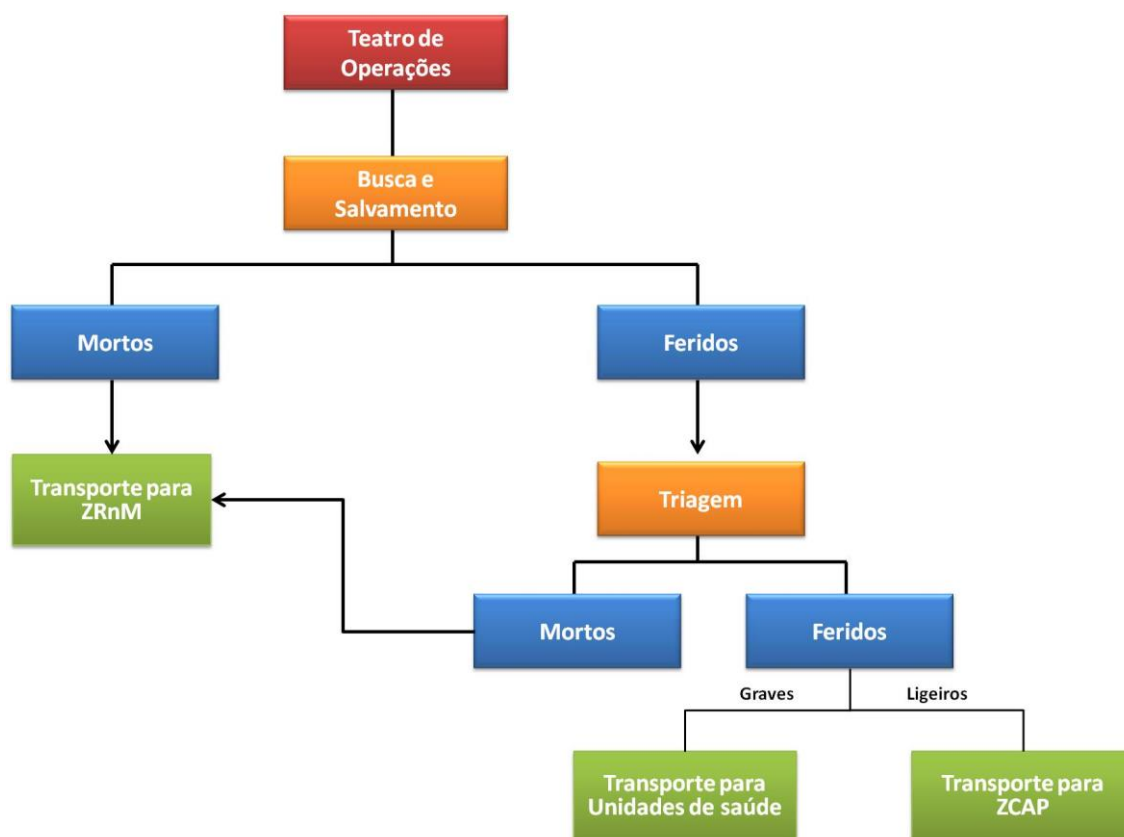 Teatro de
Operações
Busca e
Salvamento
Mortos
Feridos
Transporte para
ZRnM
Triagem
Mortos
Feridos
Graves
Ligeiros
Transporte para
Unidades de saúde
Transporte para
ZCAP